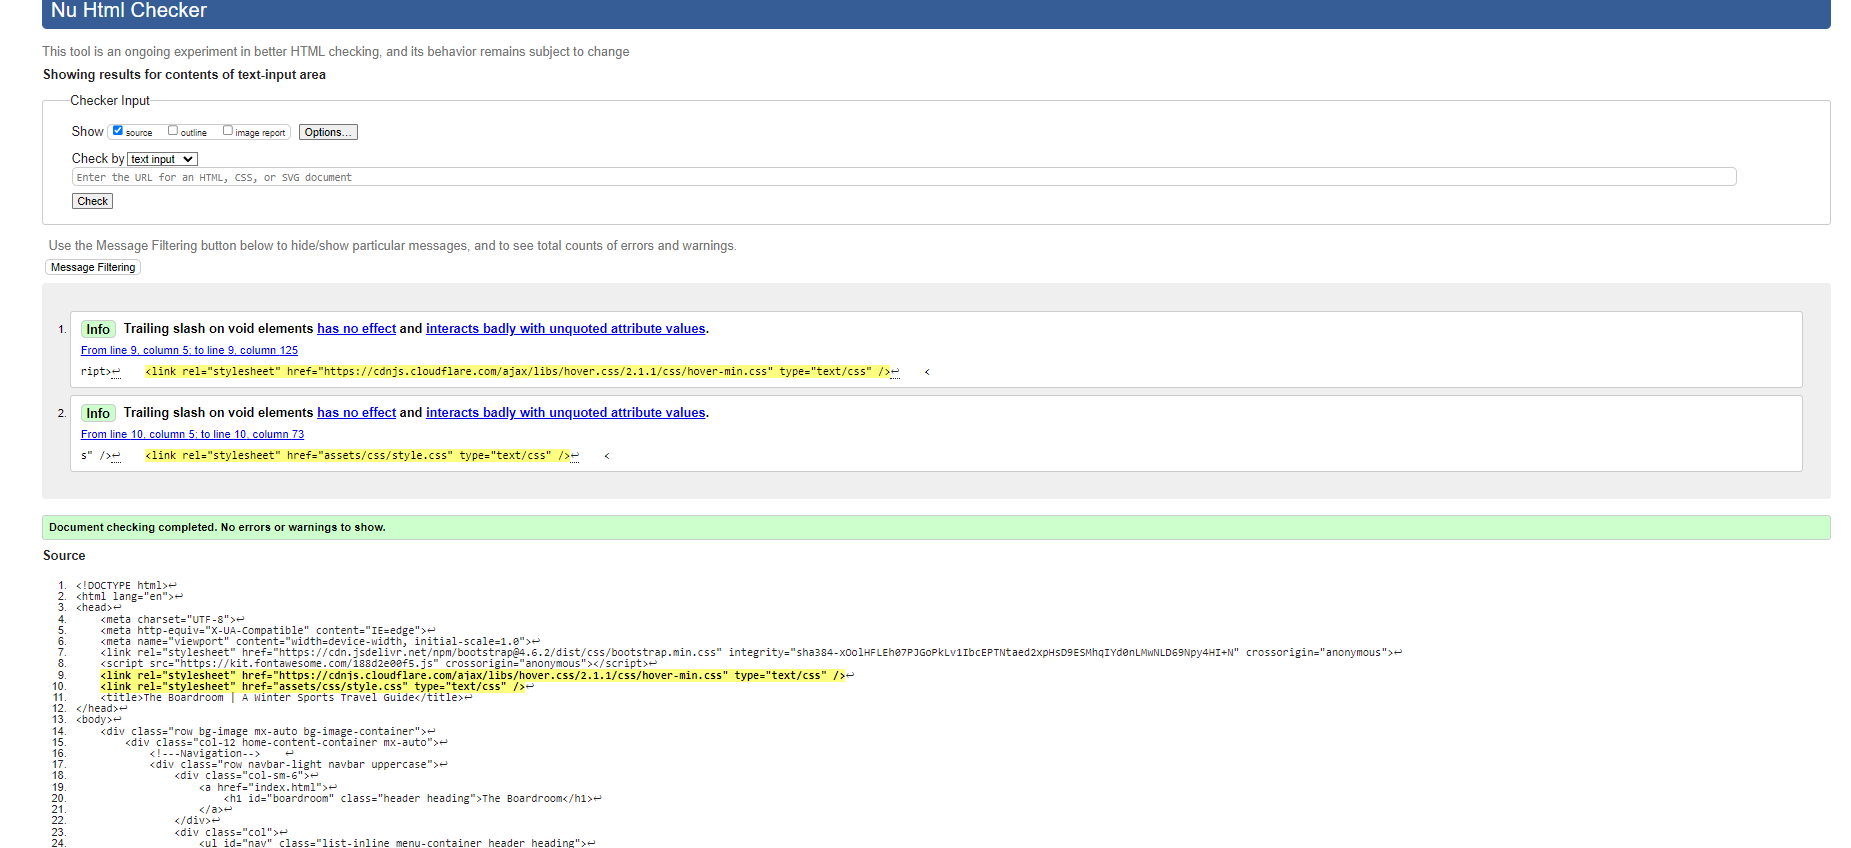 Nu Html Checker
This tool is an ongoing experiment in better HTML checking, and its behavior remains subject to change
Showing results for contents of text-input area
Checker Input
Show source outline image report Options...
Check by text input
Enter the URL for an HTML, CSS, or SVG document
Check
Use the Message Filtering button below to hide/show particular messages, and to see total counts of errors and warnings.
Message Filtering
1. Info Trailing slash on void elements has no effect and interacts badly with unquoted attribute values.
From line 9, column 5; to line 9, column 125
ript>↩ <link rel="stylesheet" href="https://cdnjs.cloudflare.com/ajax/libs/hover.css/2.1.1/css/hover-min.css" type="text/css" />↩ <
2. Info Trailing slash on void elements has no effect and interacts badly with unquoted attribute values.
From line 10, column 5; to line 10, column 73
s" />↩ <link rel="stylesheet" href="assets/css/style.css" type="text/css" />↩ <
Document checking completed. No errors or warnings to show.
Source
1. <!DOCTYPE html>↩
2. <html lang="en">↩
3. <head>↩
4. <meta charset="UTF-8">↩
5. <meta http-equiv="X-UA-Compatible" content="IE=edge">↩
6. <meta name="viewport" content="width=device-width, initial-scale=1.0">↩
7. <link rel="stylesheet" href="https://cdn.jsdelivr.net/npm/bootstrap@4.6.2/dist/css/bootstrap.min.css" integrity="sha384-xOolHFLEh07PJGoPkLv1IbcEPTNtaed2xpHsD9ESMhqIYd0nLMwNLD69Npy4HI+N" crossorigin="anonymous">↩
8. <script src="https://kit.fontawesome.com/188d2e00f5.js" crossorigin="anonymous"></script>↩
9. <link rel="stylesheet" href="https://cdnjs.cloudflare.com/ajax/libs/hover.css/2.1.1/css/hover-min.css" type="text/css" />↩
10. <link rel="stylesheet" href="assets/css/style.css" type="text/css" />↩
11. <title>The Boardroom | A Winter Sports Travel Guide</title>↩
12. </head>↩
13. <body>↩
14. <div class="row bg-image mx-auto bg-image-container">↩
15. <div class="col-12 home-content-container mx-auto">↩
16. <!---Navigation--> ↩
17. <div class="row navbar-light navbar uppercase">↩
18. <div class="col-sm-6">↩
19. <a href="index.html">↩
20. <h1 id="boardroom" class="header heading">The Boardroom</h1>↩
21. </a>↩
22. </div>↩
23. <div class="col">↩
24. <ul id="nav" class="list-inline menu-container header heading">↩